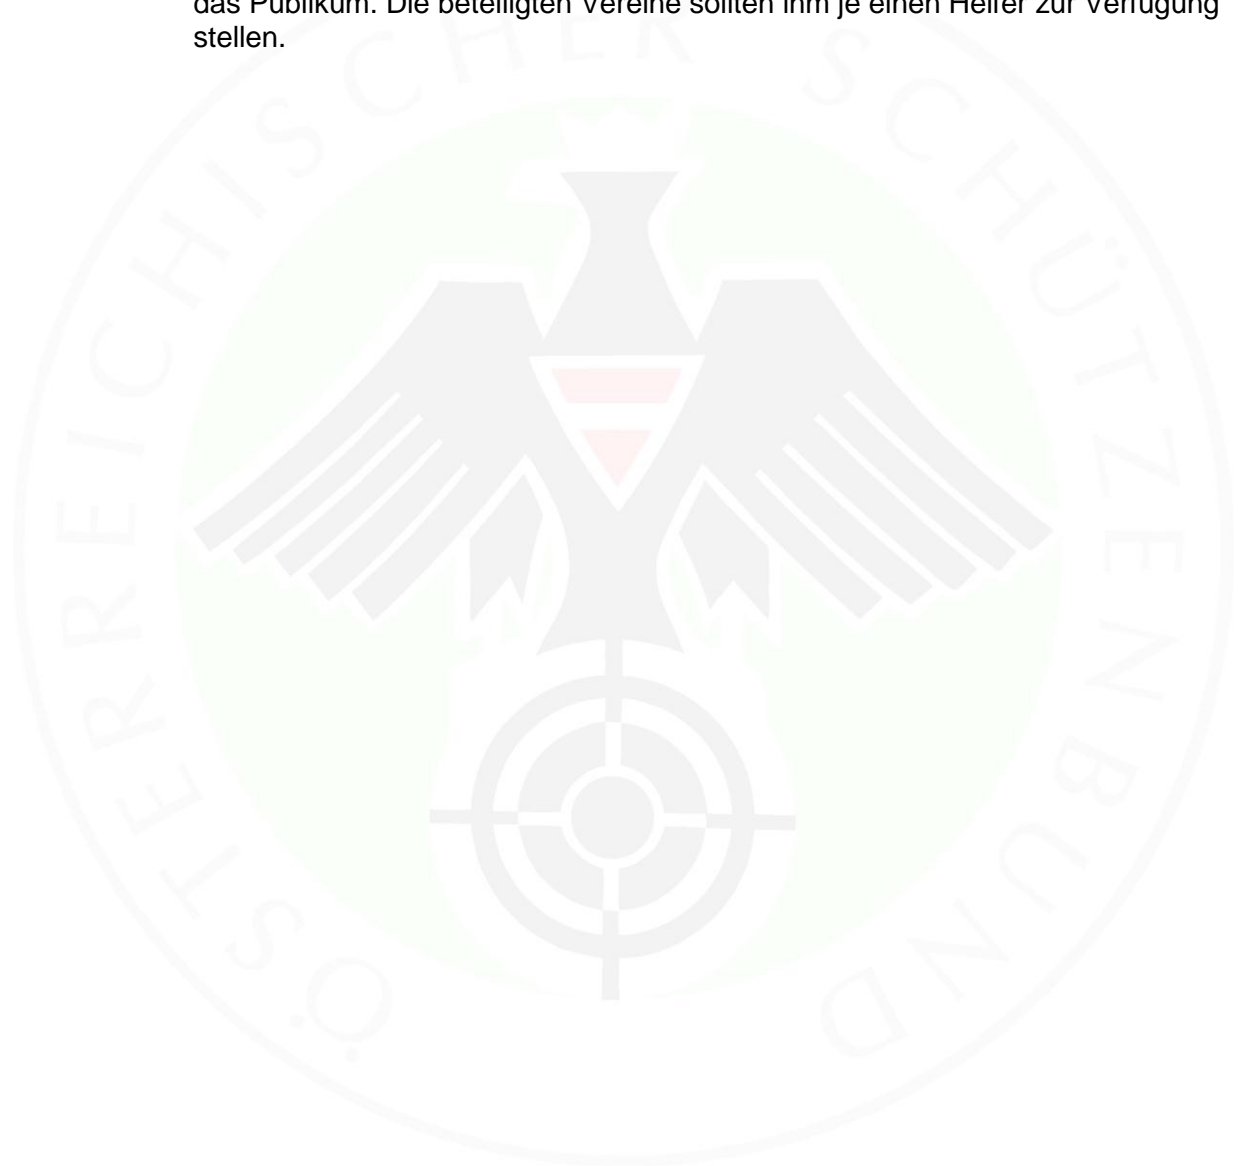 das Publikum. Die beteiligten Vereine sollten ihm je einen Helfer zur Verfügung
stellen.
ÖSTERREICHISCHER SCHÜTZENBUND